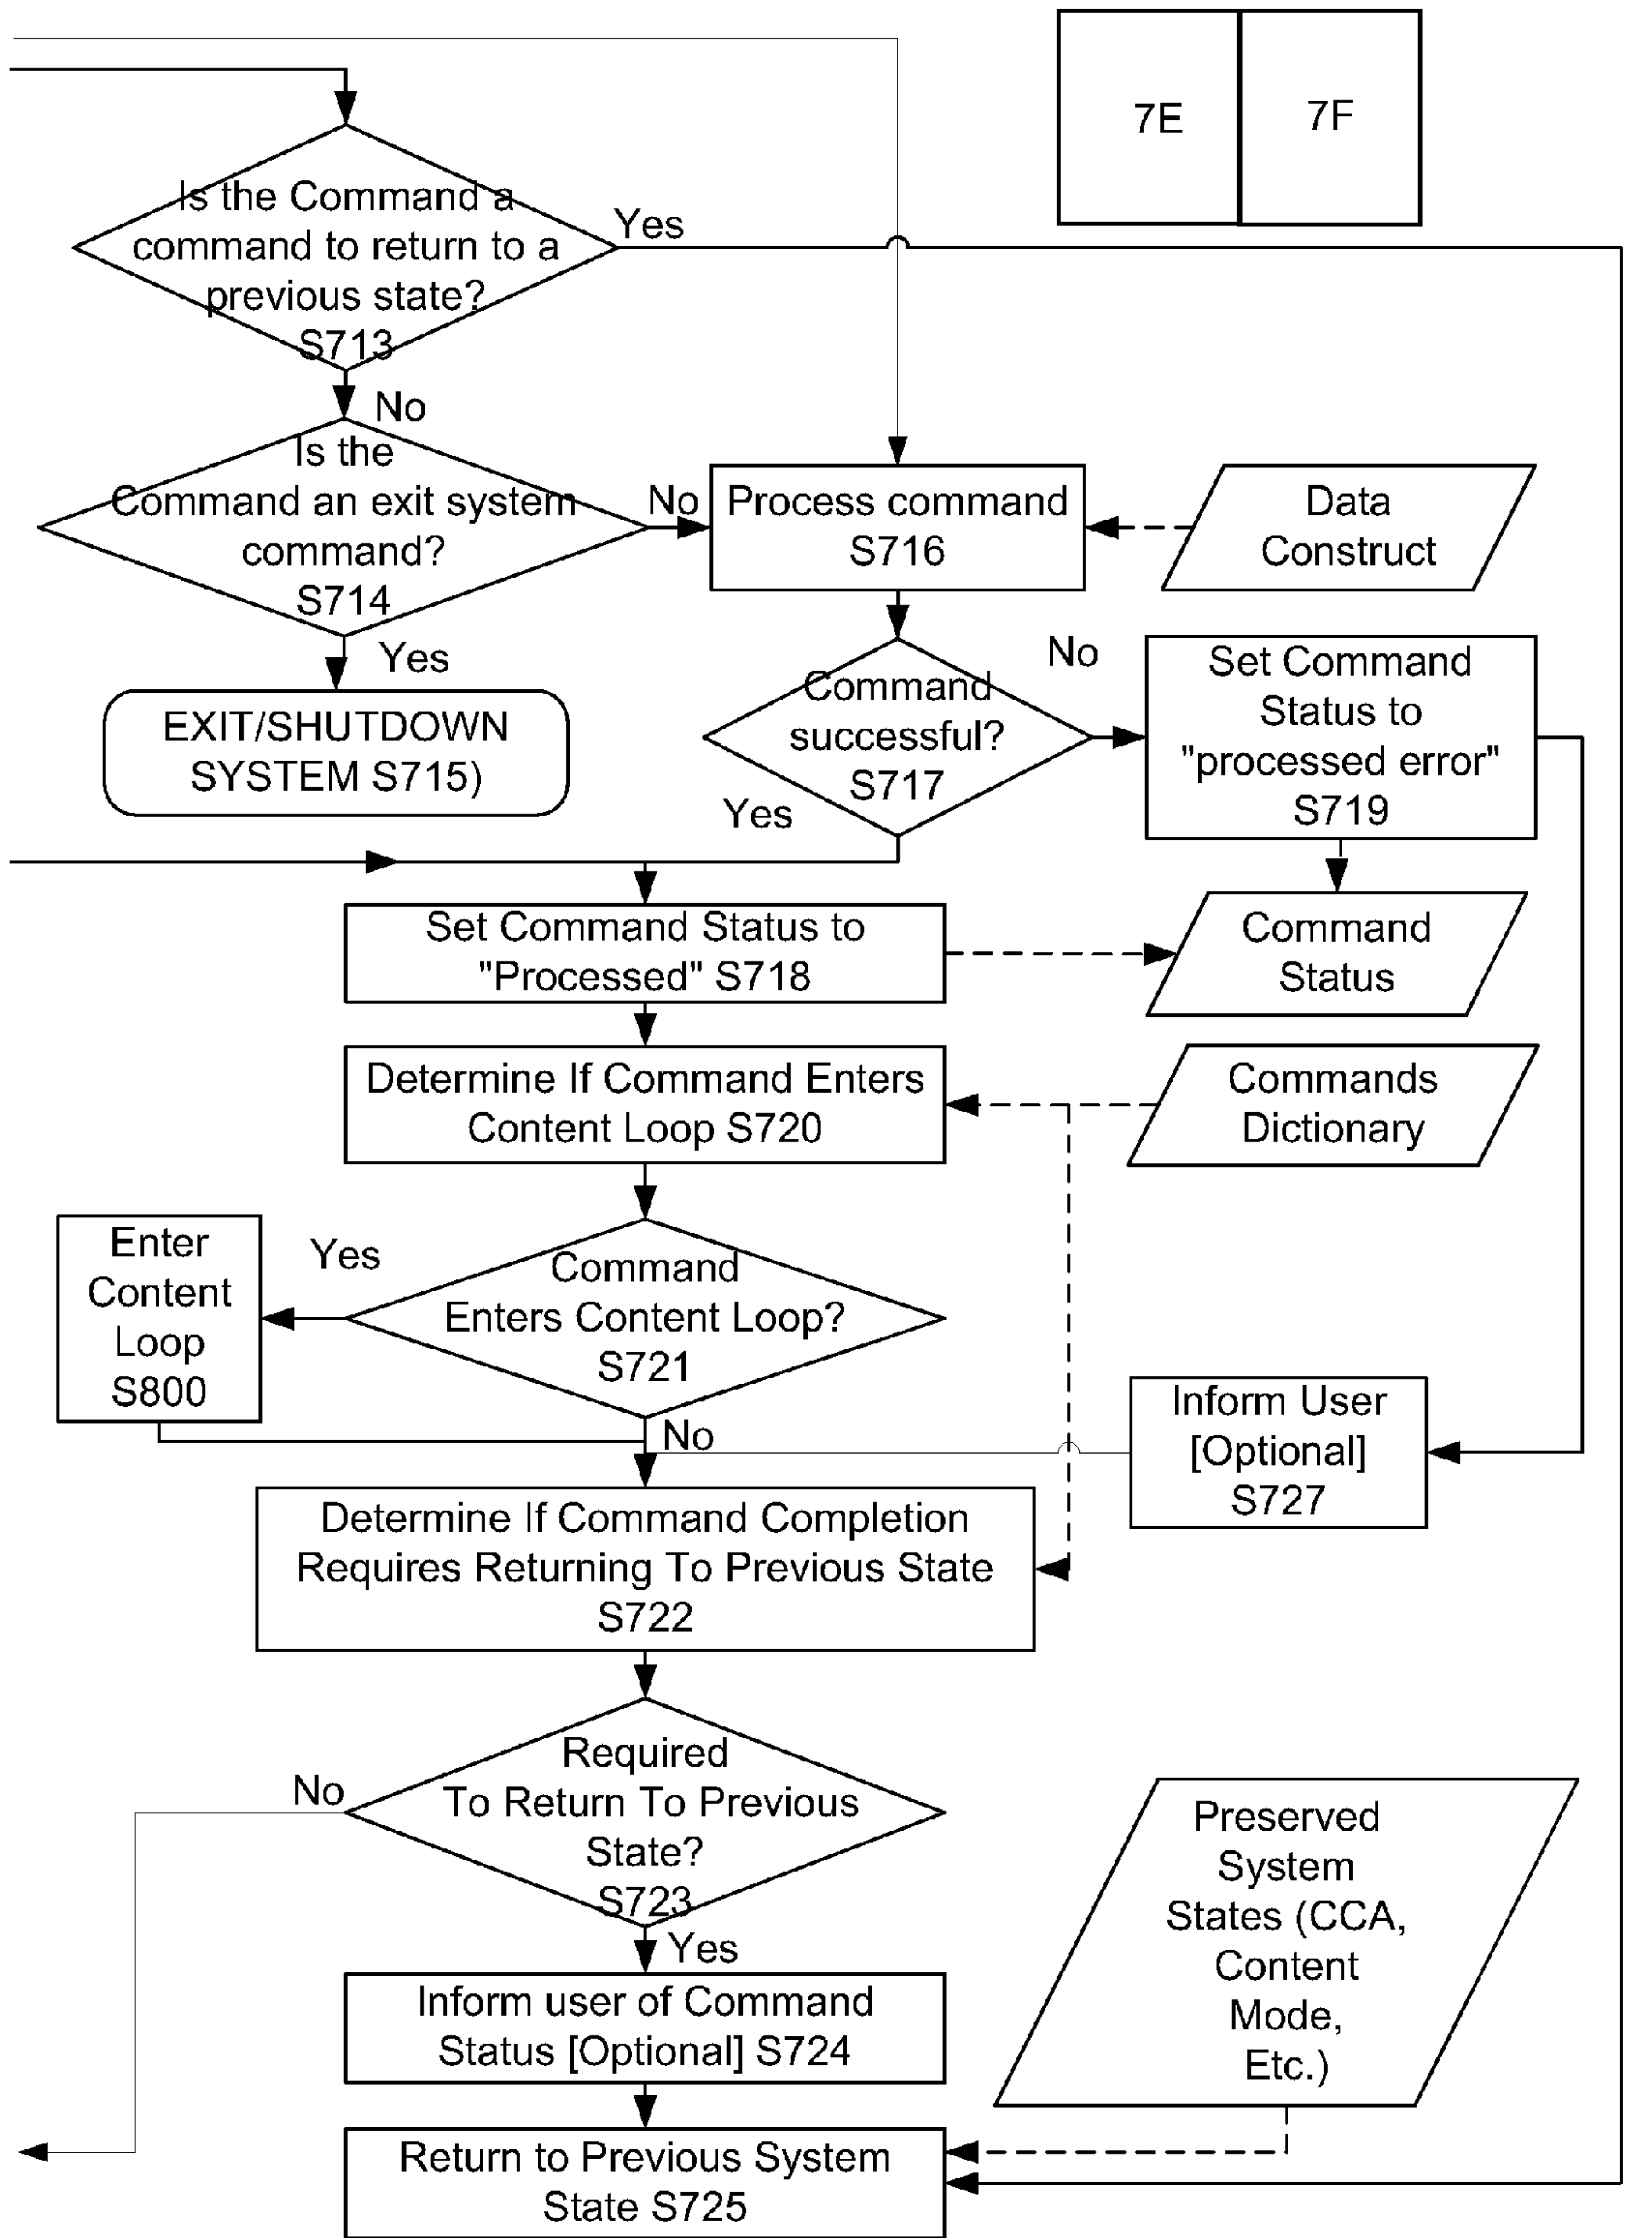 7E
7F
Is the Command a
command to return to a
previous state?
S713
Yes
No
Is the
Command an exit system
command?
S714
No
Process command
S716
Data
Construct
Yes
EXIT/SHUTDOWN
SYSTEM S715)
Command
successful?
S717
No
Yes
Set Command
Status to
"processed error"
S719
Set Command Status to
"Processed" S718
Command
Status
Determine If Command Enters
Content Loop S720
Commands
Dictionary
Enter
Content
Loop
S800
Yes
Command
Enters Content Loop?
S721
No
Inform User
[Optional]
S727
Determine If Command Completion
Requires Returning To Previous State
S722
No
Required
To Return To Previous
State?
S723
Yes
Preserved
System
States (CCA,
Content
Mode,
Etc.)
Inform user of Command
Status [Optional] S724
Return to Previous System
State S725